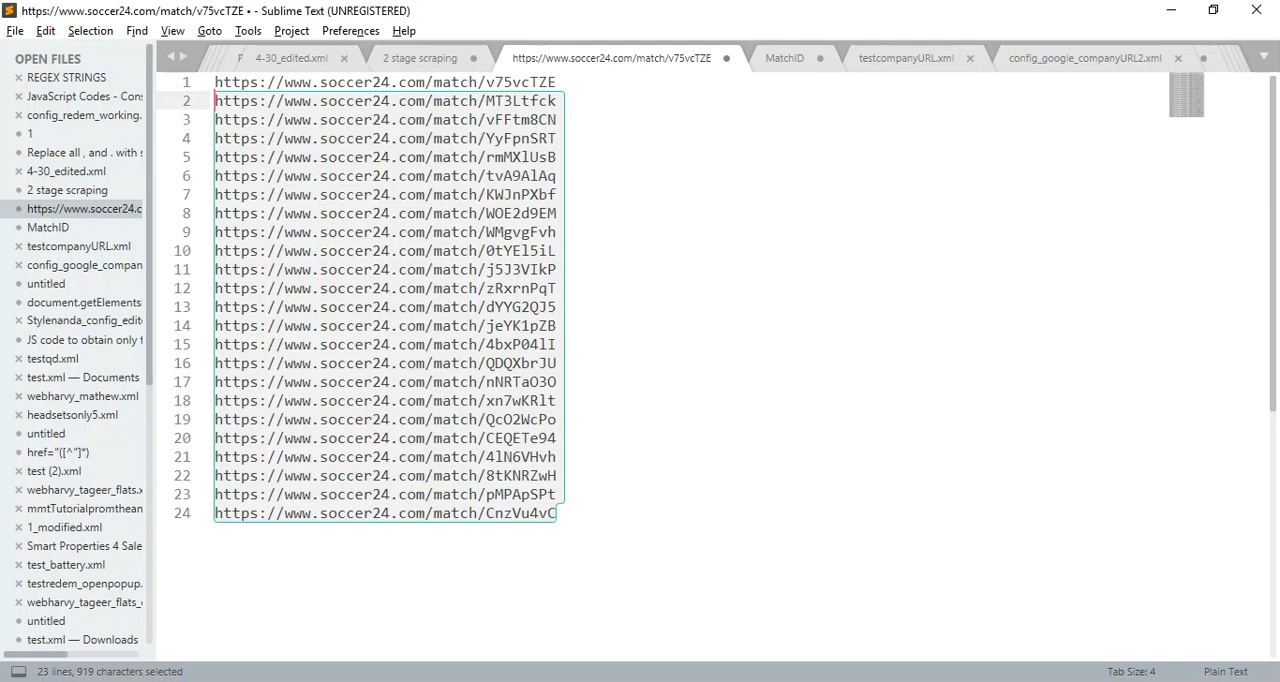 https://www.soccer24.com/match/v75vcTZE • - Sublime Text (UNREGISTERED)
File Edit Selection Find View Goto Tools Project Preferences Help
OPEN FILES
REGEX STRINGS
JavaScript Codes - Con
config_redem_working.
1
Replace all , and . with s
4-30_edited.xml
2 stage scraping
https://www.soccer24.c
MatchID
testcompanyURL.xml
config_google_compan
untitled
document.getElements
Stylenanda_config_edit
JS code to obtain only t
testqd.xml
test.xml — Documents
webharvy_mathew.xml
headsetsonly5.xml
untitled
href="([^"]*)
test (2).xml
webharvy_tageer_flats.x
mmtTutorialpromthean
1_modified.xml
Smart Properties 4 Sale
test_battery.xml
testredem_openpopup.
webharvy_tageer_flats_
untitled
test.xml — Downloads
4-30_edited.xml 2 stage scraping https://www.soccer24.com/match/v75vcTZE MatchID testcompanyURL.xml config_google_companyURL2.xml
1 https://www.soccer24.com/match/v75vcTZE
2 https://www.soccer24.com/match/MT3Ltfck
3 https://www.soccer24.com/match/vFFtm8CN
4 https://www.soccer24.com/match/YyFpnSRT
5 https://www.soccer24.com/match/rmMXlUsB
6 https://www.soccer24.com/match/tvA9AlAq
7 https://www.soccer24.com/match/KWJnPXbf
8 https://www.soccer24.com/match/WOE2d9EM
9 https://www.soccer24.com/match/WMgvgFvh
10 https://www.soccer24.com/match/0tYEl5iL
11 https://www.soccer24.com/match/j5J3VIkP
12 https://www.soccer24.com/match/zRxrnPqT
13 https://www.soccer24.com/match/dYYG2QJ5
14 https://www.soccer24.com/match/jeYK1pZB
15 https://www.soccer24.com/match/4bxP04lI
16 https://www.soccer24.com/match/QDQXbrJU
17 https://www.soccer24.com/match/nNRTaO3O
18 https://www.soccer24.com/match/xn7wKRlt
19 https://www.soccer24.com/match/QcO2WcPo
20 https://www.soccer24.com/match/CEQETe94
21 https://www.soccer24.com/match/4lN6VHvh
22 https://www.soccer24.com/match/8tKNRZwH
23 https://www.soccer24.com/match/pMPApSPt
24 https://www.soccer24.com/match/CnzVu4vC
23 lines, 919 characters selected
Tab Size: 4
Plain Text